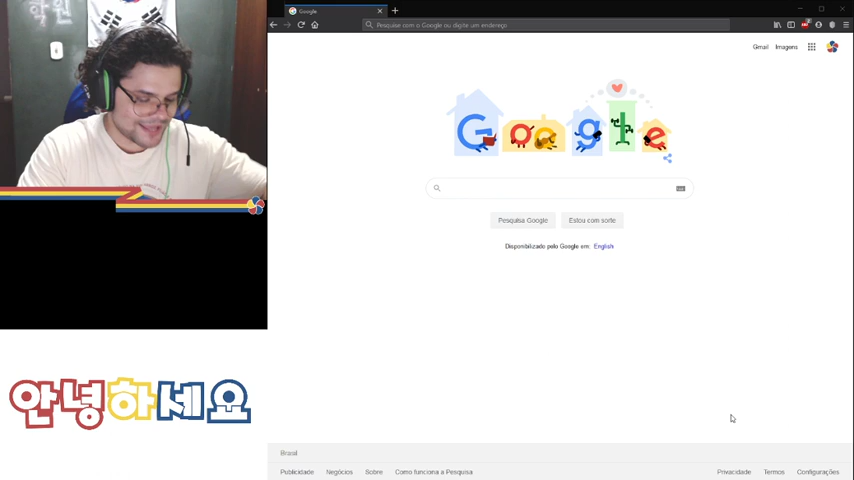 학원
Google
Pesquise com o Google ou digite um endereço
Gmail Imagens
Google
Pesquisa Google Estou com sorte
Disponibilizado pelo Google em: English
안녕하세요
Brasil
Publicidade Negócios Sobre Como funciona a Pesquisa Privacidade Termos Configurações